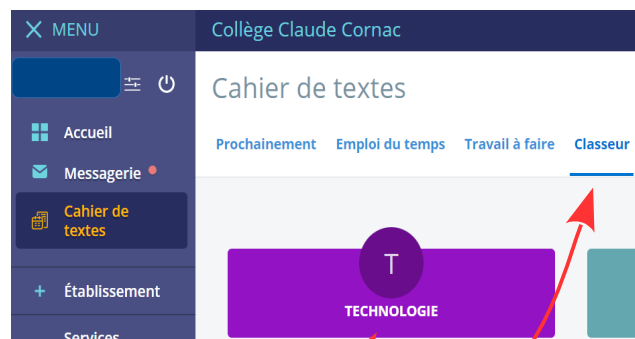 MENU
Collège Claude Cornac
Cahier de textes
Prochainement Emploi du temps Travail à faire Classeur
Accueil
Messagerie
Cahier de
textes
Établissement
Services
T
TECHNOLOGIE